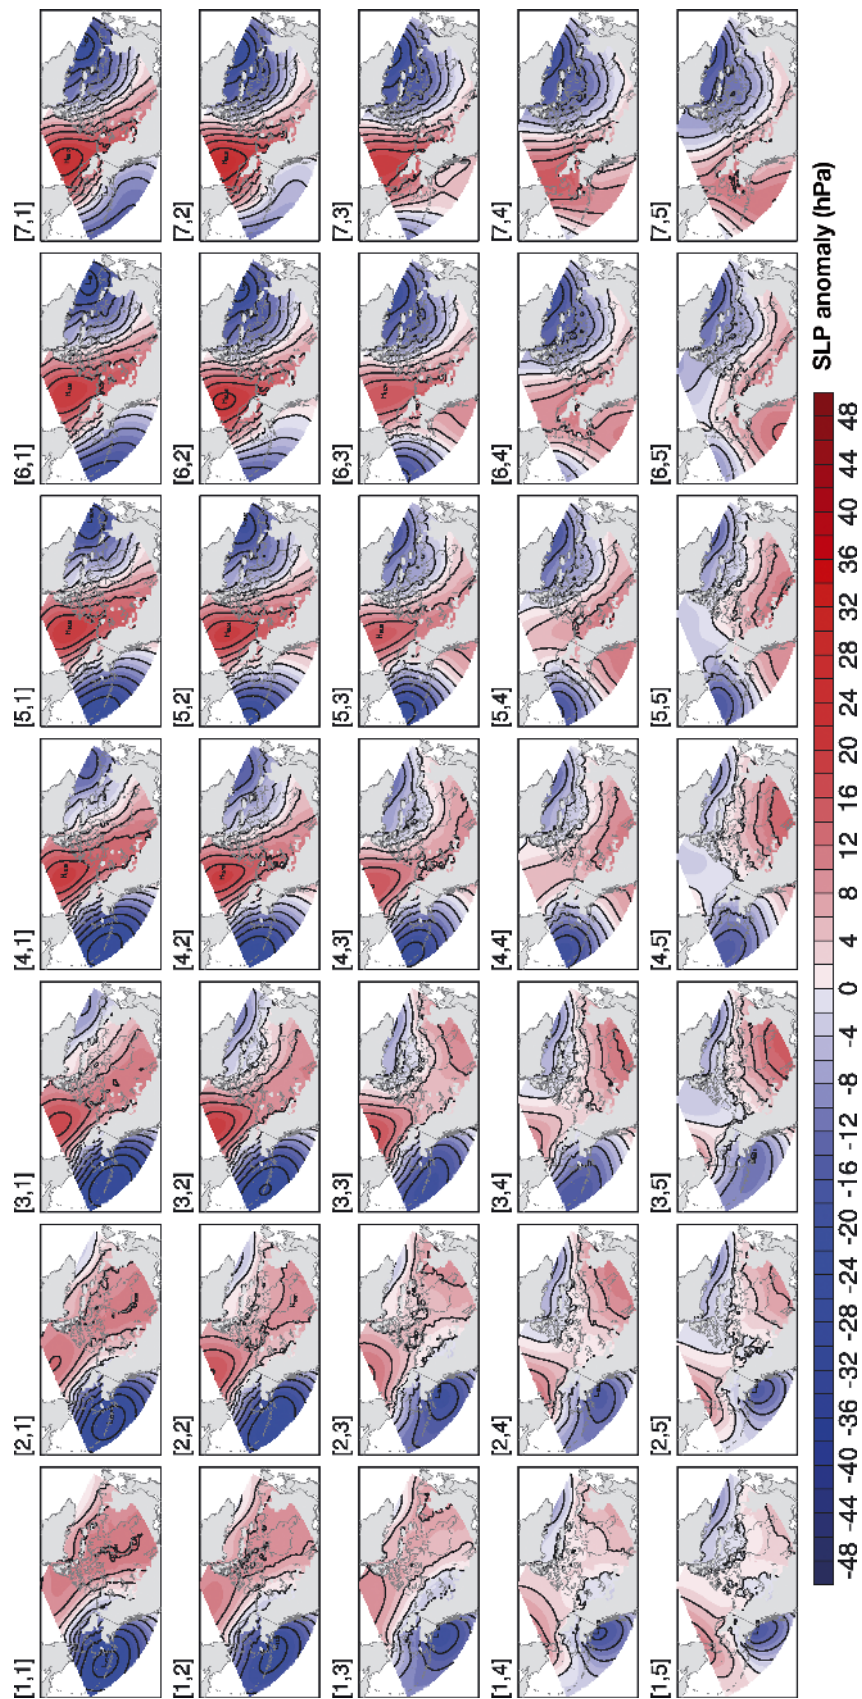 [1,1] [2,1] [3,1] [4,1] [5,1] [6,1] [7,1]
[1,2] [2,2] [3,2] [4,2] [5,2] [6,2] [7,2]
[1,3] [2,3] [3,3] [4,3] [5,3] [6,3] [7,3]
[1,4] [2,4] [3,4] [4,4] [5,4] [6,4] [7,4]
[1,5] [2,5] [3,5] [4,5] [5,5] [6,5] [7,5]
SLP anomaly (hPa)
-48 -44 -40 -36 -32 -28 -24 -20 -16 -12 -8 -4 0 4 8 12 16 20 24 28 32 36 40 44 48